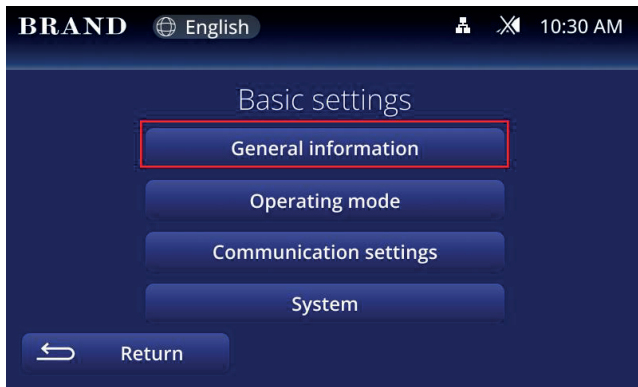 BRAND English 10:30 AM
Basic settings
General information
Operating mode
Communication settings
System
Return